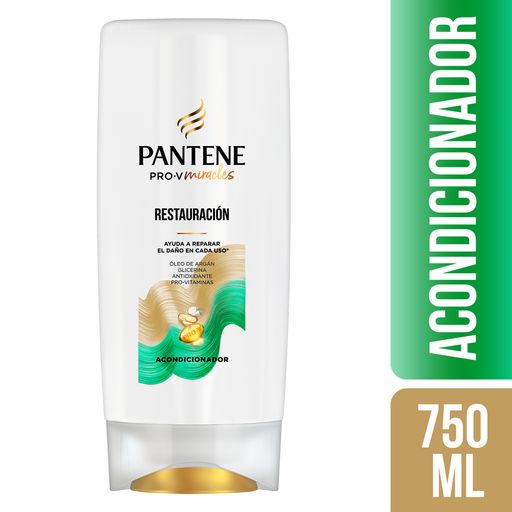 PANTENE
PRO-V miracles
RESTAURACIÓN
AYUDA A REPARAR
EL DAÑO EN CADA USO*
ÓLEO DE ARGÁN
GLICERINA
ANTIOXIDANTE
PRO-VITAMINAS
PRO-V
ACONDICIONADOR
ACONDICIONADOR
750
ML